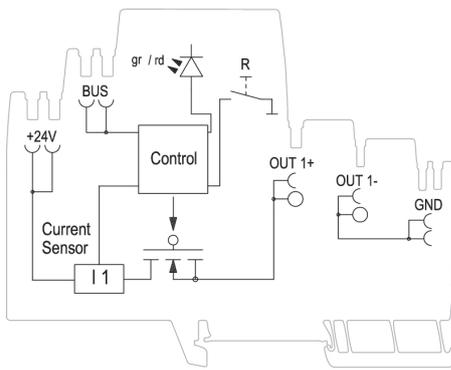 gr / rd
R
BUS
+24V
Control
OUT 1+
OUT 1-
GND
Current
Sensor
I 1